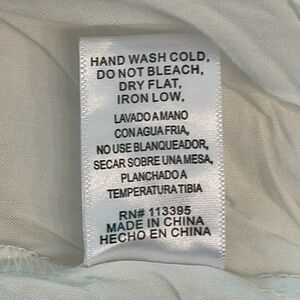 HAND WASH COLD,
DO NOT BLEACH,
DRY FLAT,
IRON LOW,
LAVADO A MANO
CON AGUA FRIA,
NO USE BLANQUEADOR,
SECAR SOBRE UNA MESA,
PLANCHADO A
TEMPERATURA TIBIA
RN# 113395
MADE IN CHINA
HECHO EN CHINA